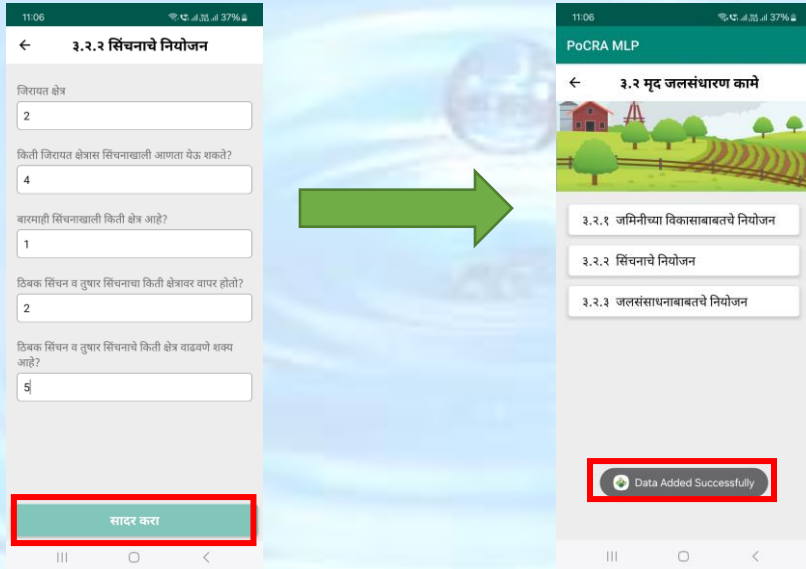 11:06
37%
३.२.२ सिंचनाचे नियोजन
जिरायत क्षेत्र
2
किती जिरायत क्षेत्रास सिंचनाखाली आणता येऊ शकते?
4
बारमाही सिंचनाखाली किती क्षेत्र आहे?
1
ठिबक सिंचन व तुषार सिंचनाचा किती क्षेत्रावर वापर होतो?
2
ठिबक सिंचन व तुषार सिंचनाचे किती क्षेत्र वाढवणे शक्य
आहे?
5
सादर करा
11:06
37%
PoCRA MLP
३.२ मृद जलसंधारण कामे
३.२.१ जमिनीच्या विकासाबाबतचे नियोजन
३.२.२ सिंचनाचे नियोजन
३.२.३ जलसंसाधनाबाबतचे नियोजन
Data Added Successfully